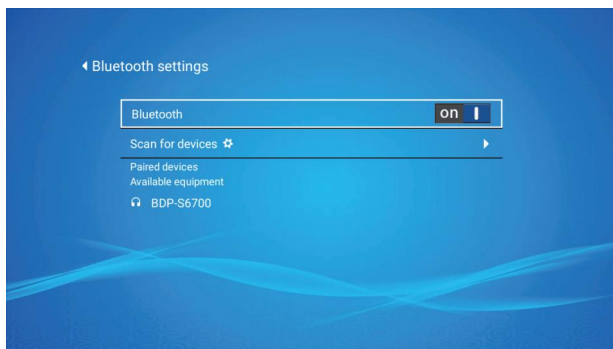 Bluetooth settings
Bluetooth on
Scan for devices
Paired devices
Available equipment
BDP-S6700